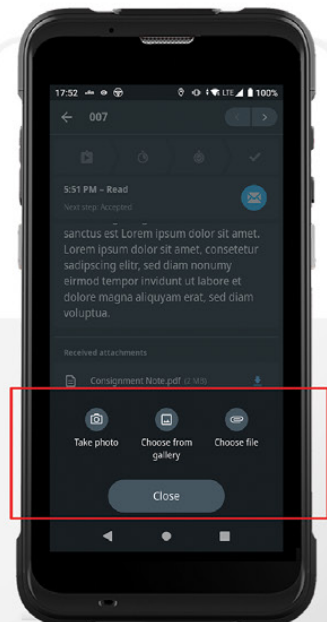 17:52
LTE 100%
007
5:51 PM – Read
Next step: Accepted
sanctus est Lorem ipsum dolor sit amet.
Lorem ipsum dolor sit amet, consetetur
sadipscing elitr, sed diam nonumy
eirmod tempor invidunt ut labore et
dolore magna aliquyam erat, sed diam
voluptua.
Received attachments
Consignment Note.pdf (2 MB)
Take photo
Choose from
gallery
Choose file
Close